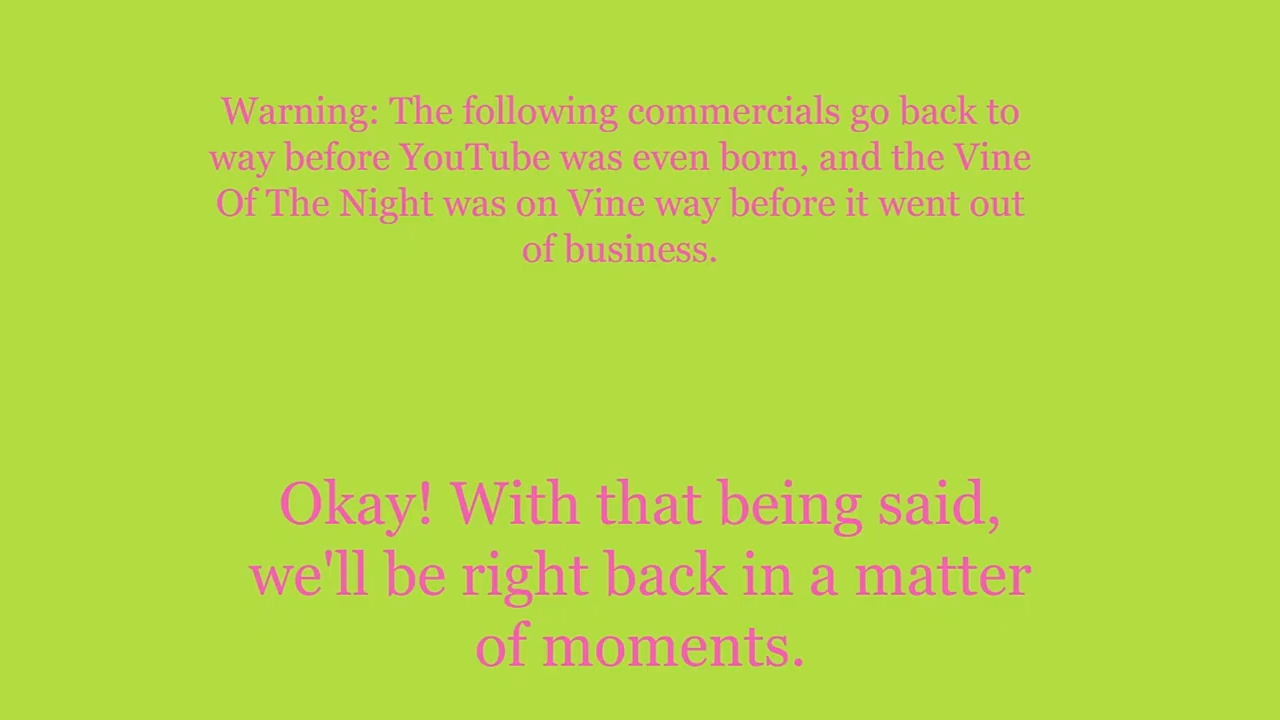 Warning: The following commercials go back to
way before YouTube was even born, and the Vine
Of The Night was on Vine way before it went out
of business.
Okay! With that being said,
we'll be right back in a matter
of moments.